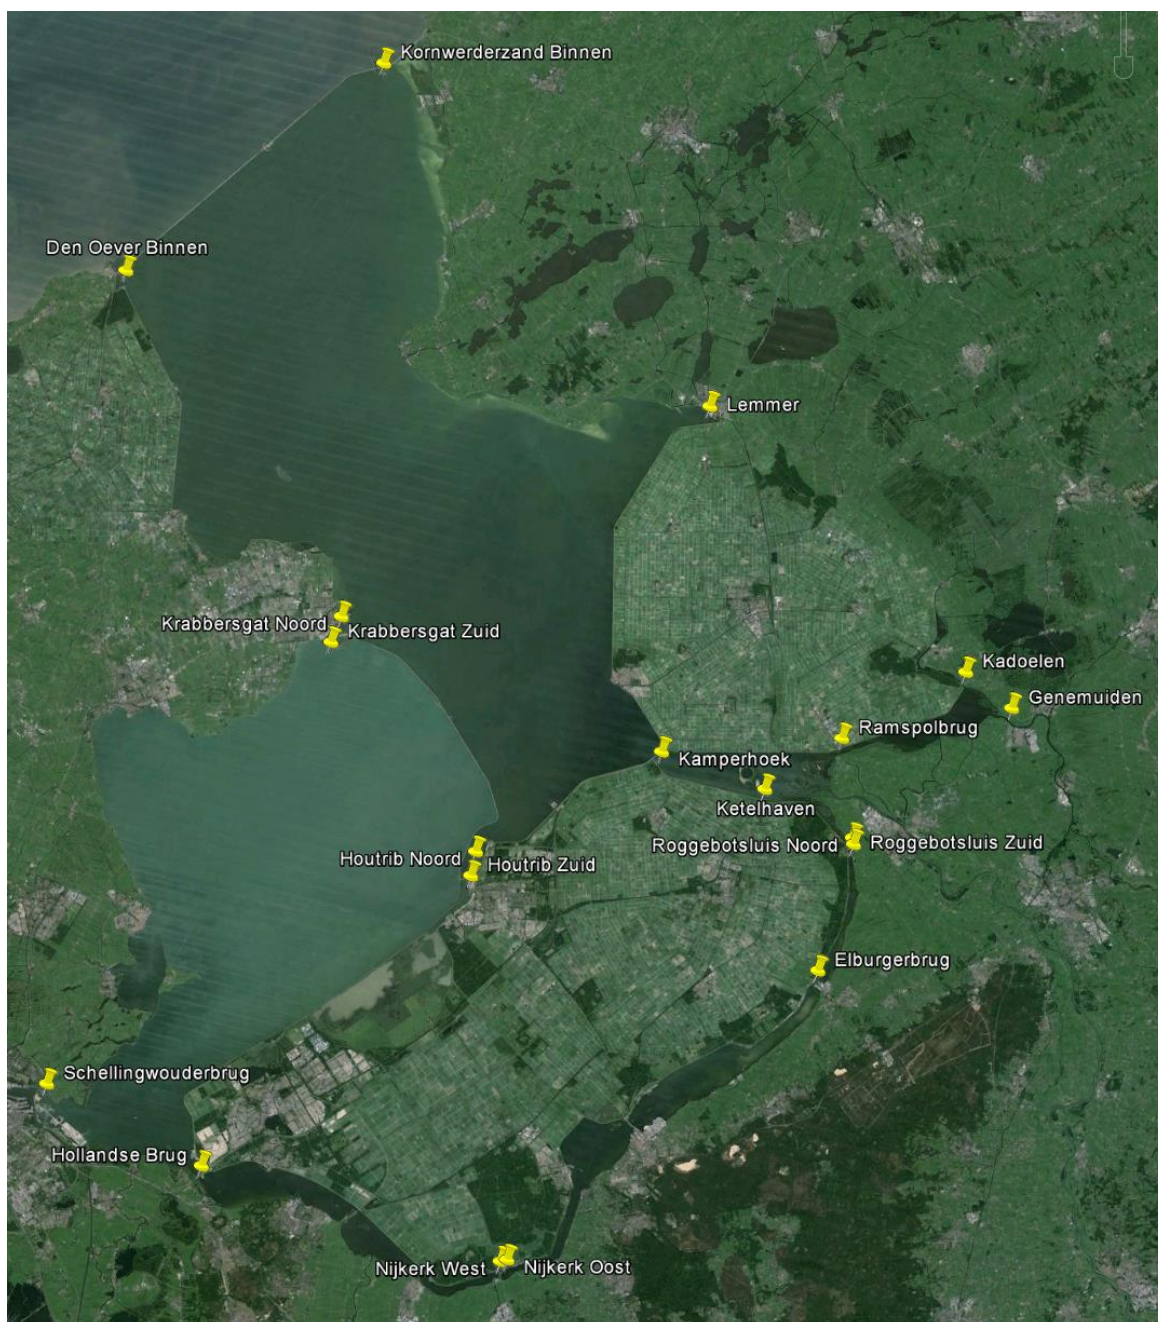 Kornwerderzand Binnen
Den Oever Binnen
Lemmer
Krabbersgat Noord
Krabbersgat Zuid
Kadoelen
Genemuiden
Ramspolbrug
Kamperhoek
Ketelhaven
Roggebotsluis Noord
Roggebotsluis Zuid
Houtrib Noord
Houtrib Zuid
Elburgerbrug
Schellingwouderbrug
Hollandse Brug
Nijkerk West
Nijkerk Oost